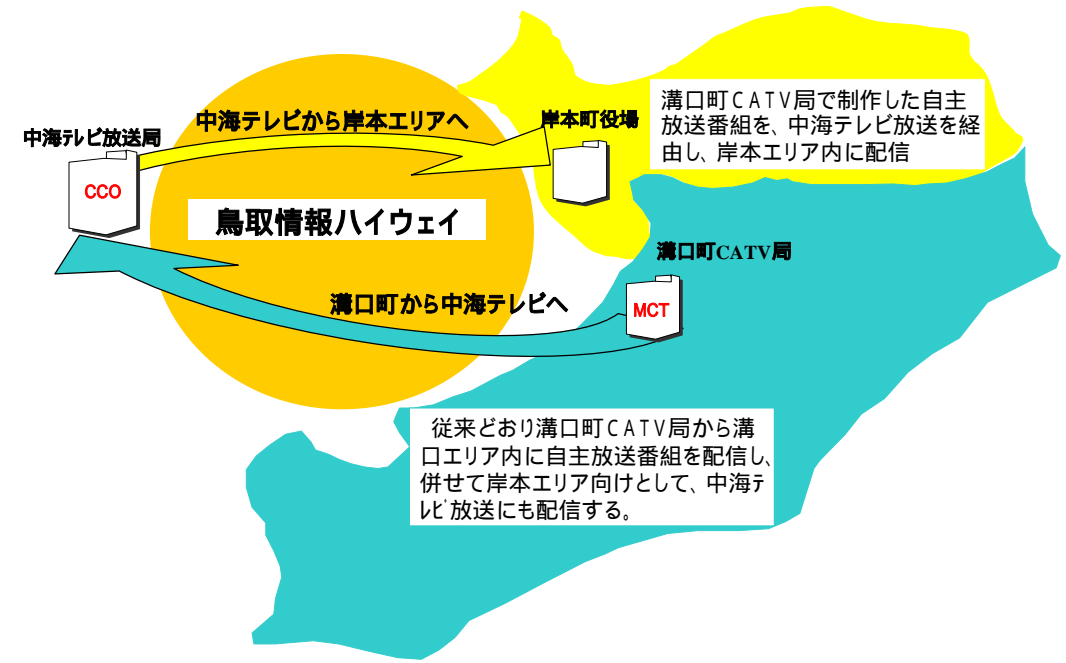 溝口町CATV局で制作した自主
放送番組を、中海テレビ放送を経
由し、岸本エリア内に配信
中海テレビから岸本エリアへ
岸本町役場
中海テレビ放送局
CCO
鳥取情報ハイウェイ
溝口町CATV局
溝口町から中海テレビへ
MCT
従来どおり溝口町CATV局から溝
口エリア内に自主放送番組を配信し、
併せて岸本エリア向けとして、中海テ
レビ放送にも配信する。